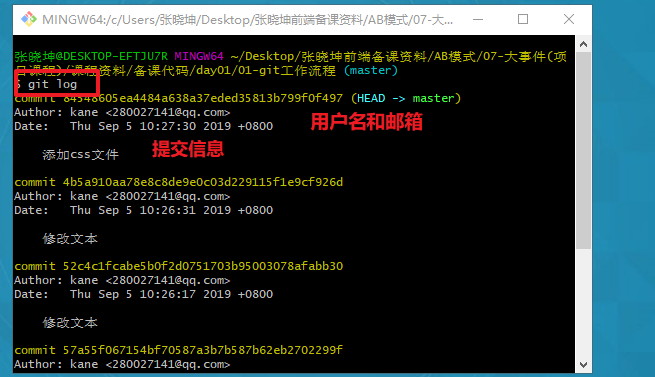 MINGW64:/c/Users/张晓坤/Desktop/张晓坤前端备课资料/AB模式/07-大...
张晓坤@DESKTOP-EFTJU7R MINGW64 ~/Desktop/张晓坤前端备课资料/AB模式/07-大事件(项
目课程)/课程资料/备课代码/day01/01-git工作流程 (master)
$ git log
commit 84548605ea4484a638a37eded35813b799f0f497 (HEAD -> master)
Author: kane <280027141@qq.com>
用户名和邮箱
Date:   Thu Sep 5 10:27:30 2019 +0800
添加css文件
提交信息
commit 4b5a910aa78e8c8de9e0c03d229115f1e9cf926d
Author: kane <280027141@qq.com>
Date:   Thu Sep 5 10:26:31 2019 +0800
修改文本
commit 52c4c1fcabe5b0f2d0751703b95003078afabb30
Author: kane <280027141@qq.com>
Date:   Thu Sep 5 10:26:17 2019 +0800
修改文本
commit 57a55f067154bf70587a3b7b587b62eb2702299f
Author: kane <280027141@qq.com>